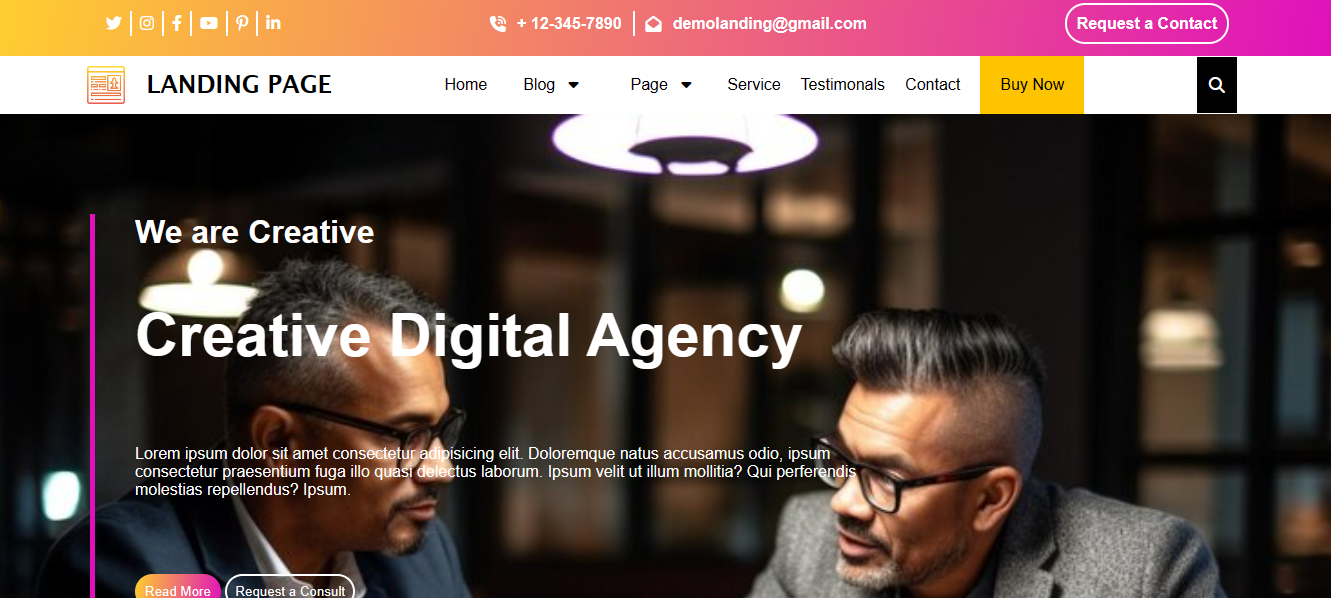 + 12-345-7890
demolanding@gmail.com
Request a Contact
LANDING PAGE
Home
Blog
Page
Service
Testimonals
Contact
Buy Now
We are Creative
Creative Digital Agency
Lorem ipsum dolor sit amet consectetur adipisicing elit. Doloremque natus accusamus odio, ipsum
consectetur praesentium fuga illo quasi delectus laborum. Ipsum velit ut illum mollitia? Qui perferendis
molestias repellendus? Ipsum.
Read More
Request a Consult